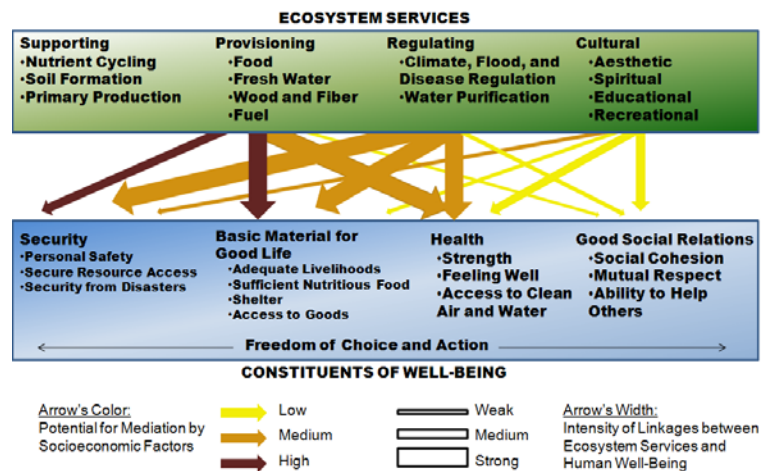 ECOSYSTEM SERVICES
Supporting
•Nutrient Cycling
•Soil Formation
•Primary Production
Provisioning
•Food
•Fresh Water
•Wood and Fiber
•Fuel
Regulating
•Climate, Flood, and
Disease Regulation
•Water Purification
Cultural
•Aesthetic
•Spiritual
•Educational
•Recreational
Security
•Personal Safety
•Secure Resource Access
•Security from Disasters
Basic Material for
Good Life
•Adequate Livelihoods
•Sufficient Nutritious Food
•Shelter
•Access to Goods
Health
•Strength
•Feeling Well
•Access to Clean
Air and Water
Good Social Relations
•Social Cohesion
•Mutual Respect
•Ability to Help
Others
Freedom of Choice and Action
CONSTITUENTS OF WELL-BEING
Arrow's Color:
Potential for Mediation by
Socioeconomic Factors
Low
Medium
High
Weak
Medium
Strong
Arrow's Width:
Intensity of Linkages between
Ecosystem Services and
Human Well-Being